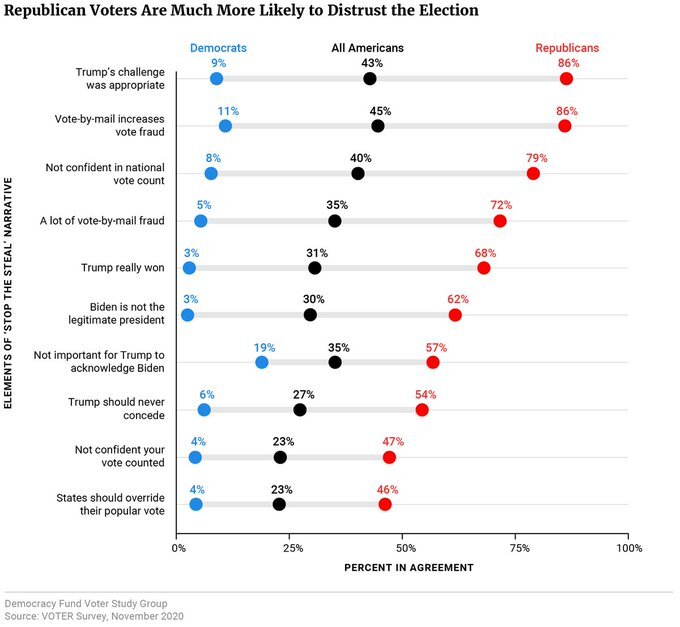 Republican Voters Are Much More Likely to Distrust the Election
Democrats
All Americans
Republicans
ELEMENTS OF 'STOP THE STEAL' NARRATIVE
Trump's challenge
was appropriate
9%
43%
86%
Vote-by-mail increases
vote fraud
11%
45%
86%
Not confident in national
vote count
8%
40%
79%
A lot of vote-by-mail fraud
5%
35%
72%
Trump really won
3%
31%
68%
Biden is not the
legitimate president
3%
30%
62%
Not important for Trump to
acknowledge Biden
19%
35%
57%
Trump should never
concede
6%
27%
54%
Not confident your
vote counted
4%
23%
47%
States should override
their popular vote
4%
23%
46%
0%
25%
50%
75%
100%
PERCENT IN AGREEMENT
Democracy Fund Voter Study Group
Source: VOTER Survey, November 2020